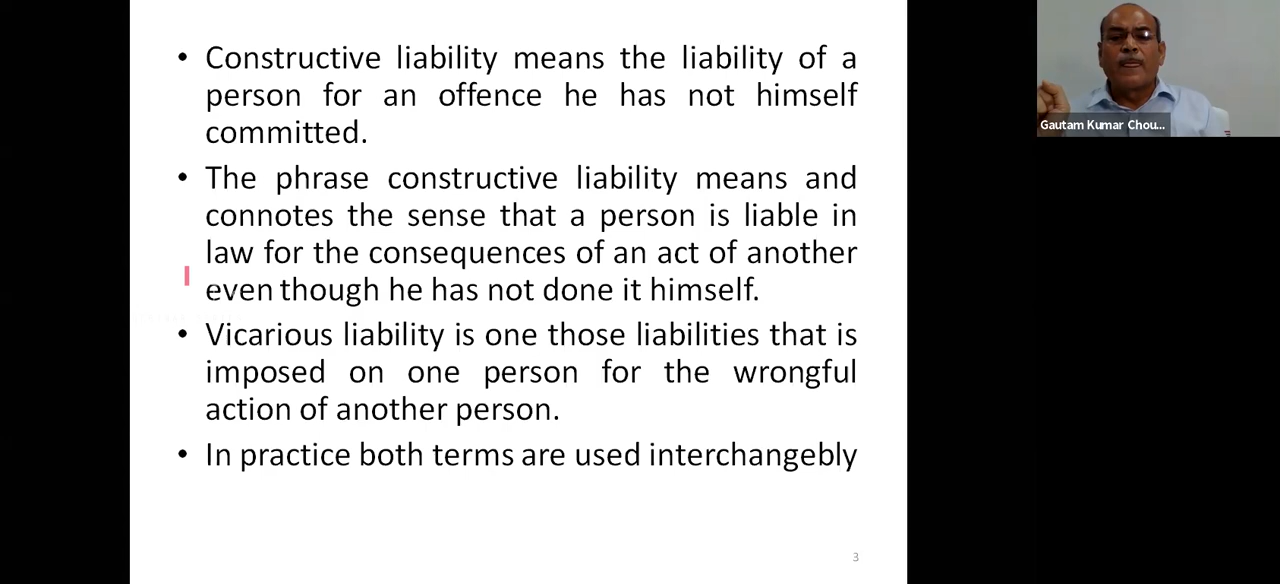 • Constructive liability means the liability of a
person for an offence he has not himself
committed.
• The phrase constructive liability means and
connotes the sense that a person is liable in
law for the consequences of an act of another
even though he has not done it himself.
• Vicarious liability is one those liabilities that is
imposed on one person for the wrongful
action of another person.
• In practice both terms are used interchangebly
3
Gautam Kumar Chou...